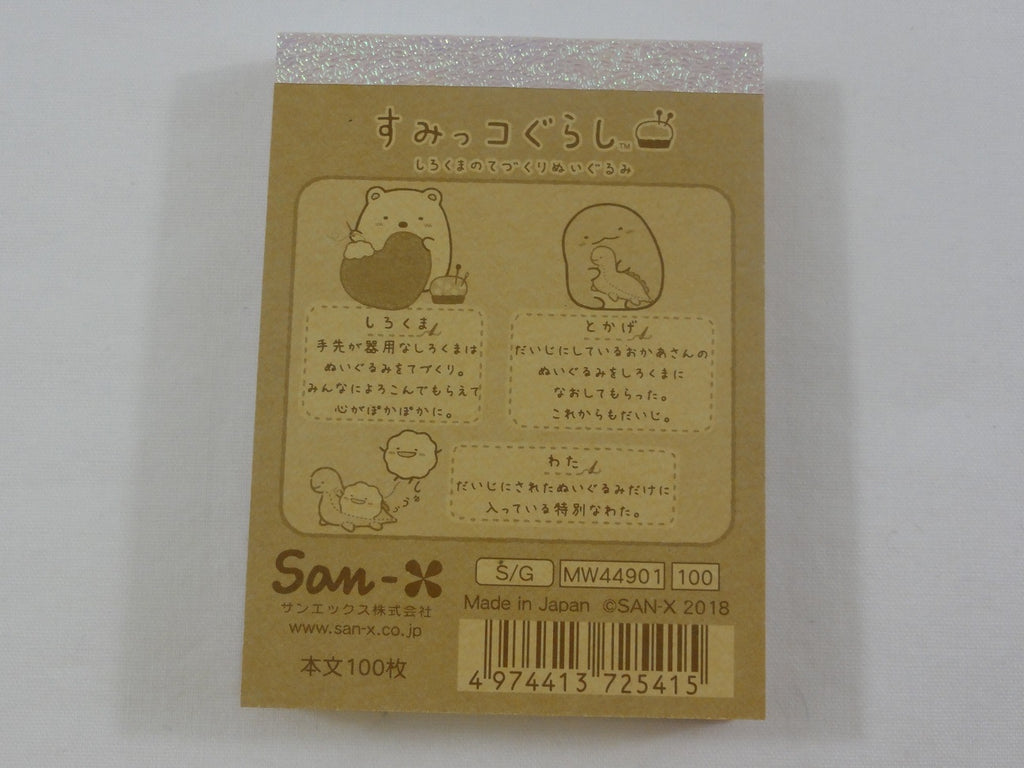 すみっコぐらし™
しろくまのてづくりぬいぐるみ
しろくま
手先が器用なしろくまは
ぬいぐるみをてづくり。
みんなによろこんでもらえて
心がぽかぽかに。
とかげ
だいじにしているおかあさんの
ぬいぐるみをしろくまに
なおしてもらった。
これからもだいじ。
わた
だいじにされたぬいぐるみだけに
入っている特別なわた。
San-X
サンエックス株式会社
www.san-x.co.jp
本文100枚
S/G MW44901 100
Made in Japan ©SAN-X 2018
4 974413 725415